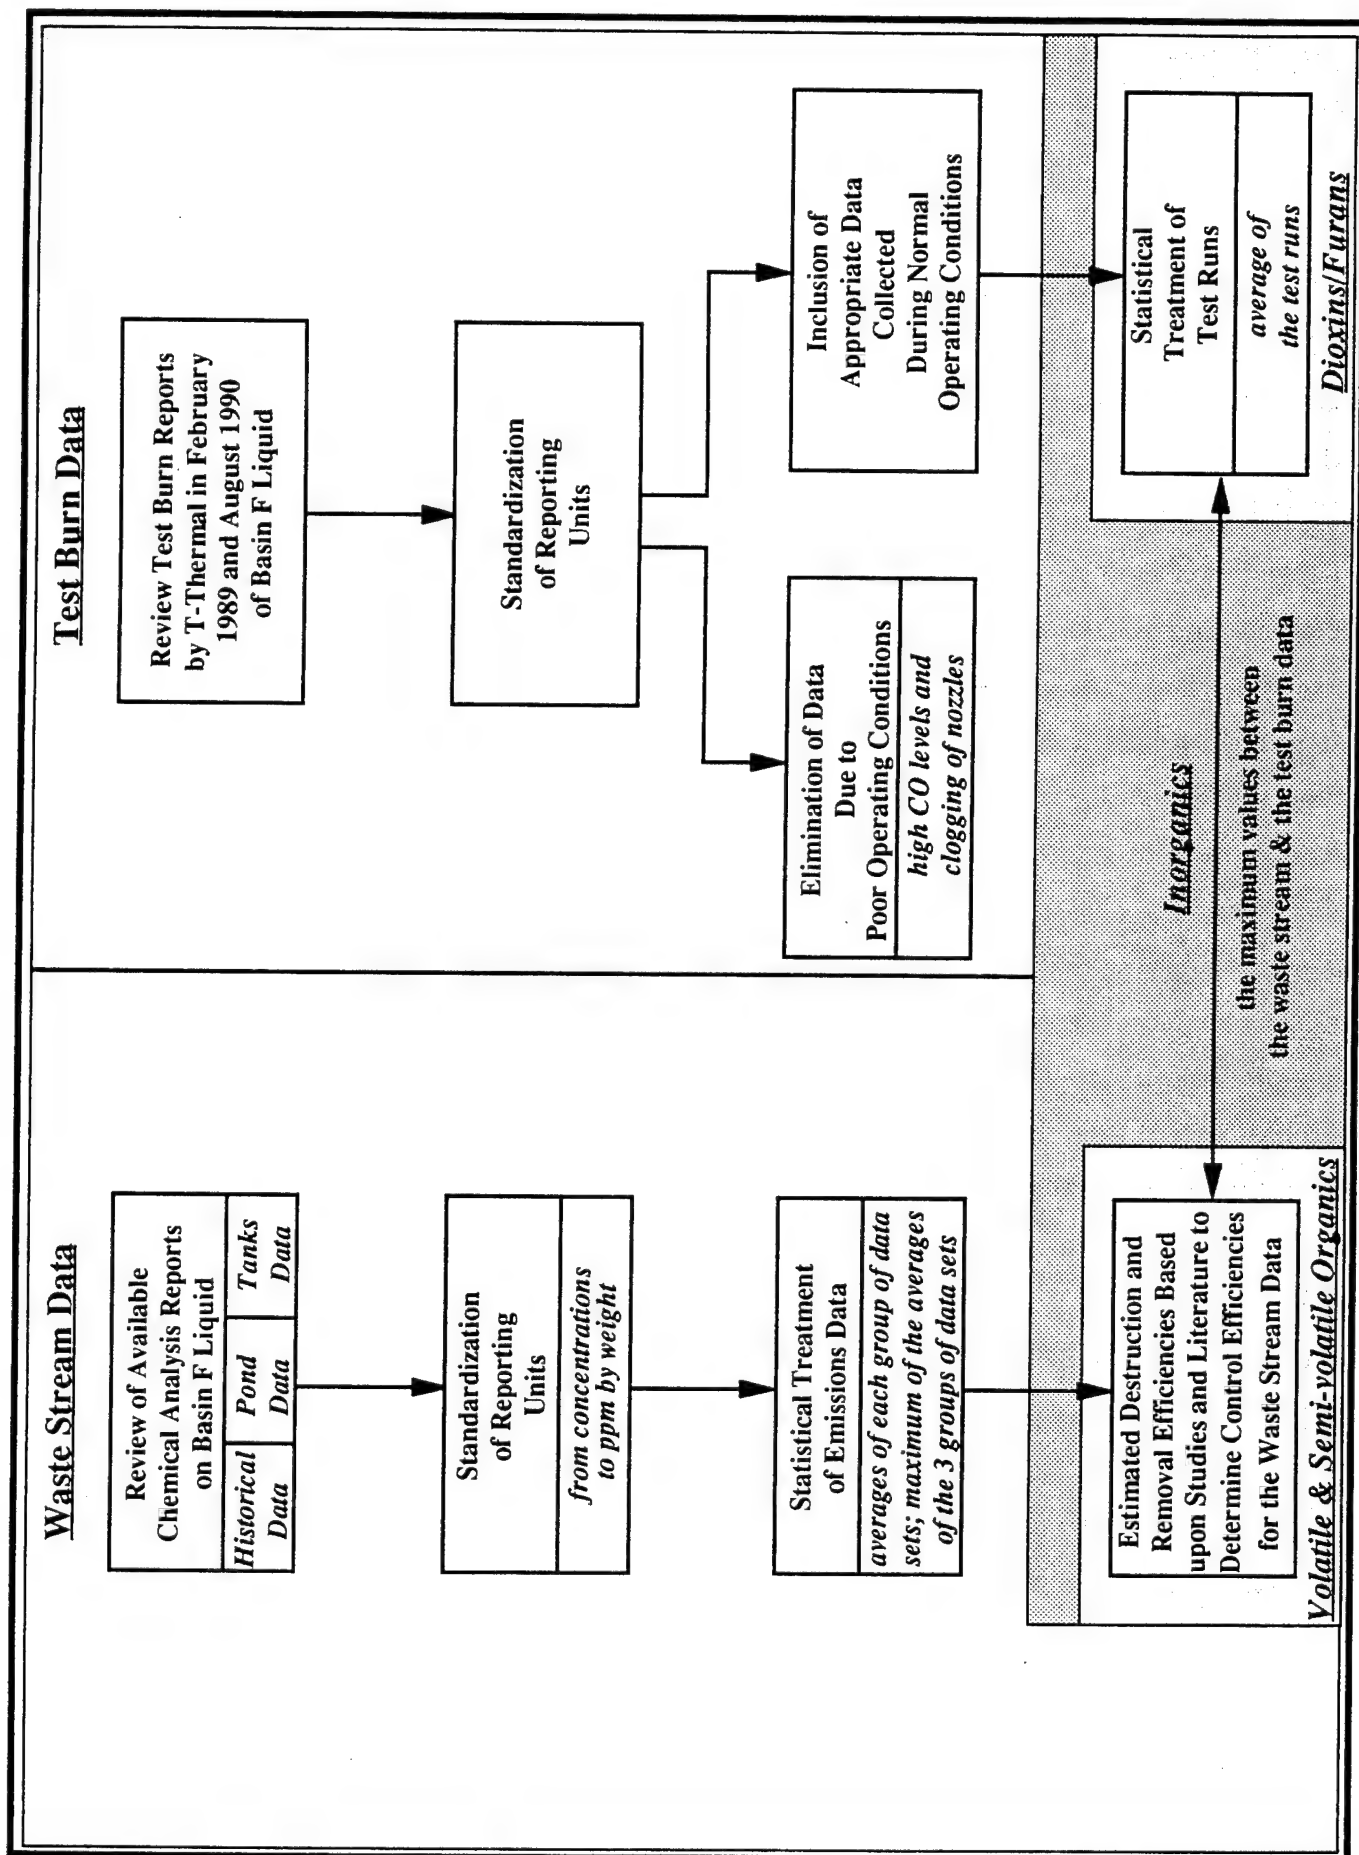 Waste Stream Data
Review of Available
Chemical Analysis Reports
on Basin F Liquid
Historical
Data
Pond
Data
Tanks
Data
Standardization
of Reporting
Units
from concentrations
to ppm by weight
Statistical Treatment
of Emissions Data
averages of each group of data
sets; maximum of the averages
of the 3 groups of data sets
Estimated Destruction and
Removal Efficiencies Based
upon Studies and Literature to
Determine Control Efficiencies
for the Waste Stream Data
Volatile & Semi-volatile Organics
Test Burn Data
Review Test Burn Reports
by T-Thermal in February
1989 and August 1990
of Basin F Liquid
Standardization
of Reporting
Units
Elimination of Data
Due to
Poor Operating Conditions
high CO levels and
clogging of nozzles
Inclusion of
Appropriate Data
Collected
During Normal
Operating Conditions
Statistical
Treatment of
Test Runs
average of
the test runs
Dioxins/Furans
Inorganics
the maximum values between
the waste stream & the test burn data